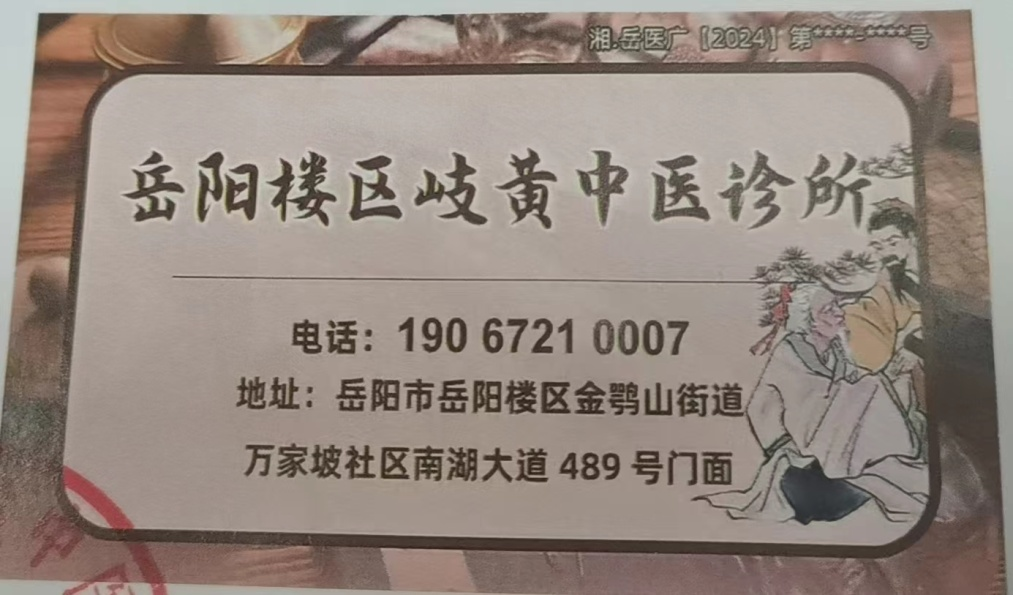 湘.岳医广【2024】第****-****号
岳阳楼区岐黄中医诊所
电话：190 6721 0007
地址：岳阳市岳阳楼区金鹗山街道
万家坡社区南湖大道 489 号门面